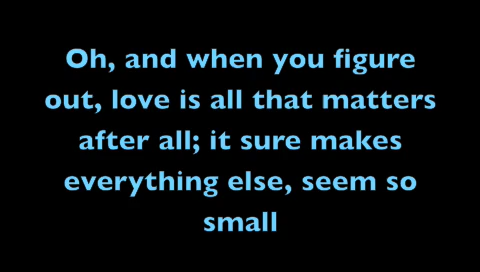 Oh, and when you figure
out, love is all that matters
after all; it sure makes
everything else, seem so
small